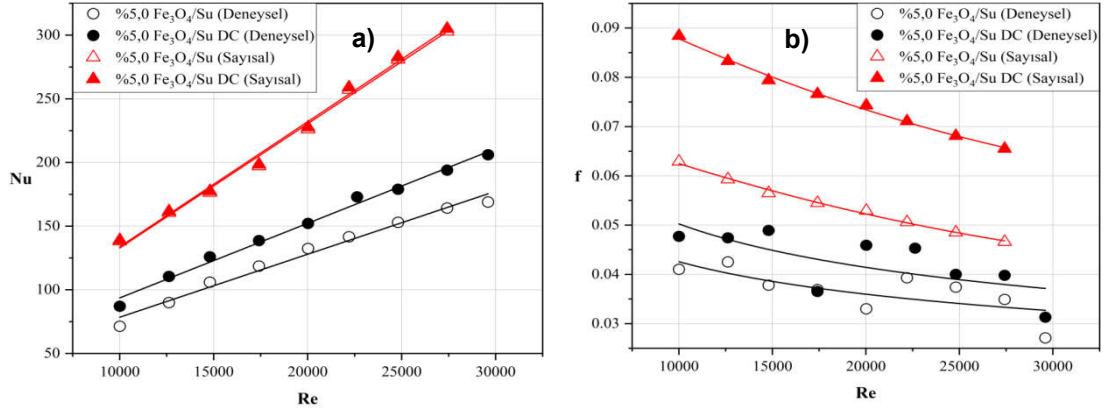 %5,0 Fe3O4/Su (Deneysel)
%5,0 Fe3O4/Su DC (Deneysel)
%5,0 Fe3O4/Su (Sayısal)
%5,0 Fe3O4/Su DC (Sayısal)
a)
300
250
200
150
100
50
Nu
10000 15000 20000 25000 30000
Re
%5,0 Fe3O4/Su (Deneysel)
%5,0 Fe3O4/Su DC (Deneysel)
%5,0 Fe3O4/Su (Sayısal)
%5,0 Fe3O4/Su DC (Sayısal)
b)
0.09
0.08
0.07
0.06
0.05
0.04
0.03
f
10000 15000 20000 25000 30000
Re